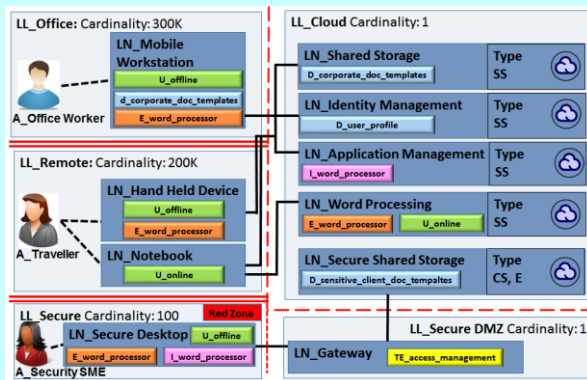 LL_Office: Cardinality: 300K
LN_Mobile
Workstation
U_offline
d_corporate_doc_templates
E_word_processor
A_Office Worker
LL_Remote: Cardinality: 200K
LN_Hand Held Device
U_offline
E_word_processor
LN_Notebook
U_online
A_Traveller
LL_Secure Cardinality: 100
Red Zone
LN_Secure Desktop
U_offline
E_word_processor
I_word_processor
A_Security SME
LL_Cloud Cardinality: 1
LN_Shared Storage
D_corporate_doc_templates
Type
SS
LN_Identity Management
D_user_profile
Type
SS
LN_Application Management
I_word_processor
Type
SS
LN_Word Processing
E_word_processor
U_online
Type
SS
LN_Secure Shared Storage
D_sensitive_client_doc_tempaltes
Type
CS, E
LL_Secure DMZ Cardinality: 1
LN_Gateway
TE_access_management